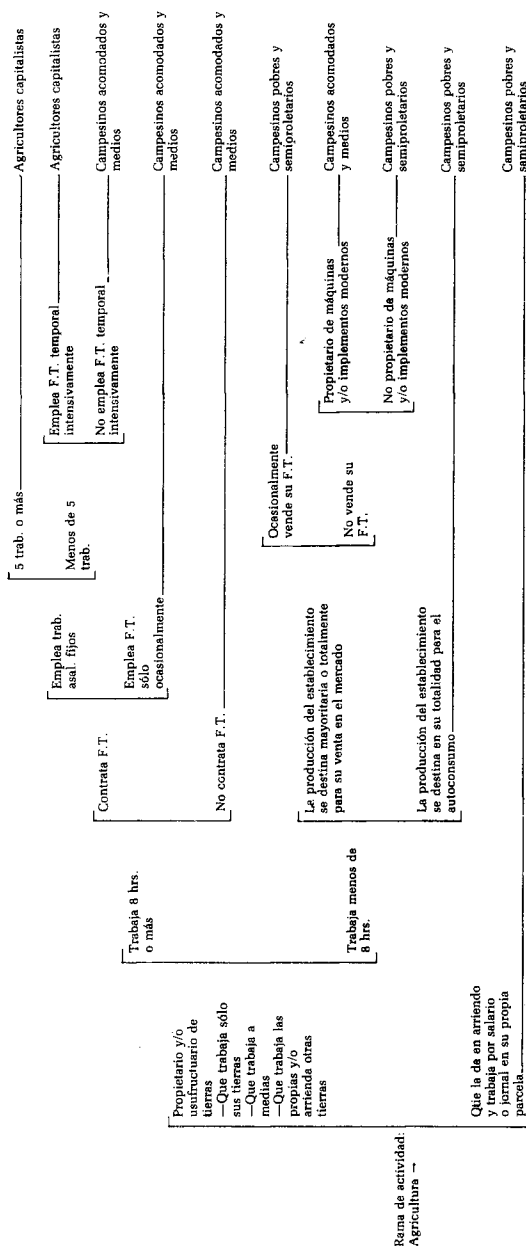 Rama de actividad:
Agricultura →
Propietario y/o
usufructuario de
tierras
—Que trabaja sólo
sus tierras
—Que trabaja a
medias
—Que trabaja las
propias y/o
arrienda otras
tierras
Que la da en arriendo
y trabaja por salario
o jornal en su propia
parcela
Trabaja 8 hrs.
o más
Trabaja menos de
8 hrs.
Contrata F.T.
No contrata F.T.
La producción del establecimiento
se destina mayoritaria o totalmente
para su venta en el mercado
La producción del establecimiento
se destina en su totalidad para el
autoconsumo
Emplea trab.
asal. fijos
Emplea F.T.
sólo
ocasionalmente
5 trab. o más
Menos de 5
trab.
Ocasionalmente
vende su F.T.
No vende su
F.T.
Emplea F.T. temporal
intensivamente
No emplea F.T. temporal
intensivamente
Propietario de máquinas
y/o implementos modernos
No propietario de máquinas
y/o implementos modernos
Agricultores capitalistas
Agricultores capitalistas
Campesinos acomodados y
medios
Campesinos acomodados y
medios
Campesinos acomodados y
medios
Campesinos pobres y
semiproletarios
Campesinos acomodados
y medios
Campesinos pobres y
semiproletarios
Campesinos pobres y
semiproletarios
Campesinos pobres y
semiproletarios